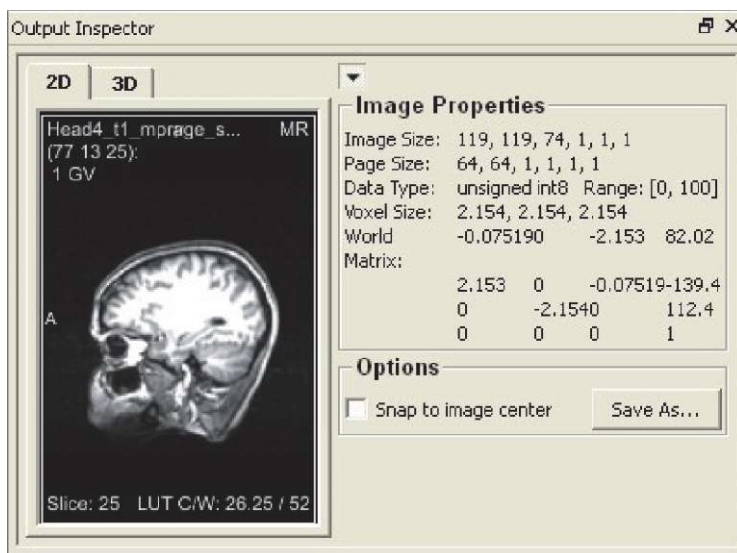 Output Inspector
2D
3D
Head4_t1_mprage_s... MR
(77 13 25):
1 GV
A
Slice: 25 LUT C/W: 26.25 / 52
Image Properties
Image Size: 119, 119, 74, 1, 1, 1
Page Size: 64, 64, 1, 1, 1, 1
Data Type: unsigned int8 Range: [0, 100]
Voxel Size: 2.154, 2.154, 2.154
World -0.075190 -2.153 82.02
Matrix:
2.153 0 -0.07519-139.4
0 -2.1540 112.4
0 0 0 1
Options
Snap to image center
Save As...